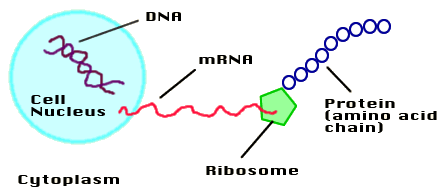 DNA
mRNA
Cell
Nucleus
Protein
(amino acid
chain)
Ribosome
Cytoplasm